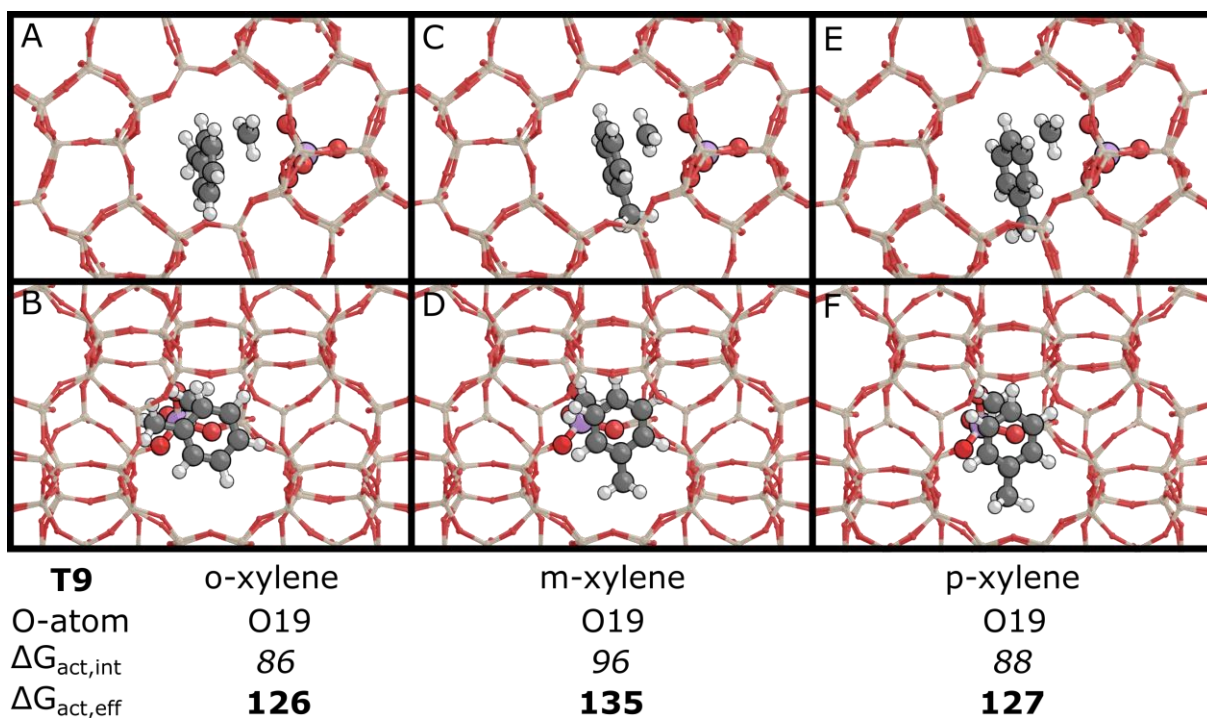 A C E
B D F
T9 o-xylene m-xylene p-xylene
O-atom O19 O19 O19
ΔGact,int 86 96 88
ΔGact,eff 126 135 127